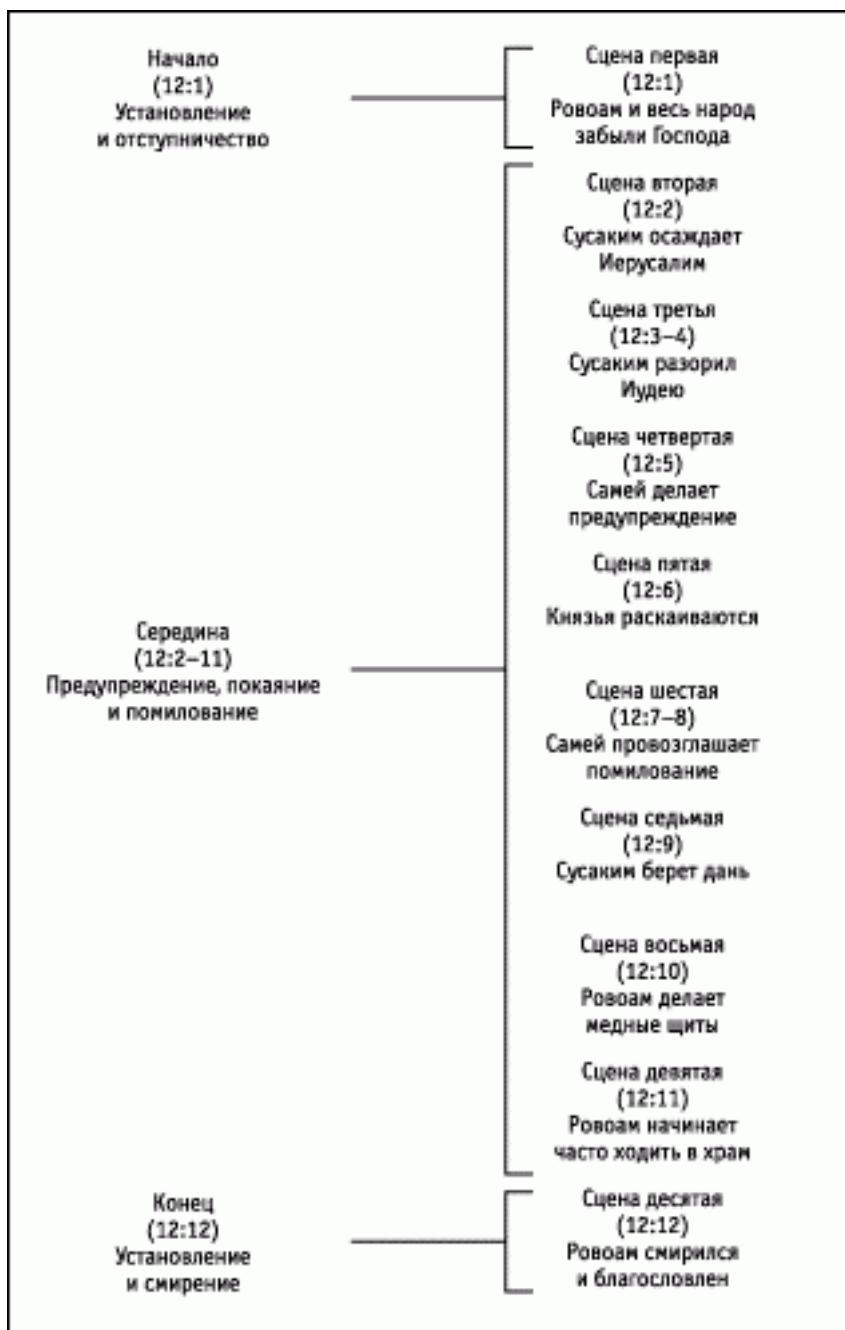 Начало
(12:1)
Установление
и отступничество
Сцена первая
(12:1)
Ровоам и весь народ
забыли Господа
Середина
(12:2–11)
Предупреждение, покаяние
и помилование
Сцена вторая
(12:2)
Сусаким осаждает
Иерусалим
Сцена третья
(12:3–4)
Сусаким разорил
Иудею
Сцена четвертая
(12:5)
Самей делает
предупреждение
Сцена пятая
(12:6)
Князья раскаиваются
Сцена шестая
(12:7–8)
Самей провозглашает
помилование
Сцена седьмая
(12:9)
Сусаким берет дань
Сцена восьмая
(12:10)
Ровоам делает
медные щиты
Сцена девятая
(12:11)
Ровоам начинает
часто ходить в храм
Конец
(12:12)
Установление
и смирение
Сцена десятая
(12:12)
Ровоам смирился
и благословлен